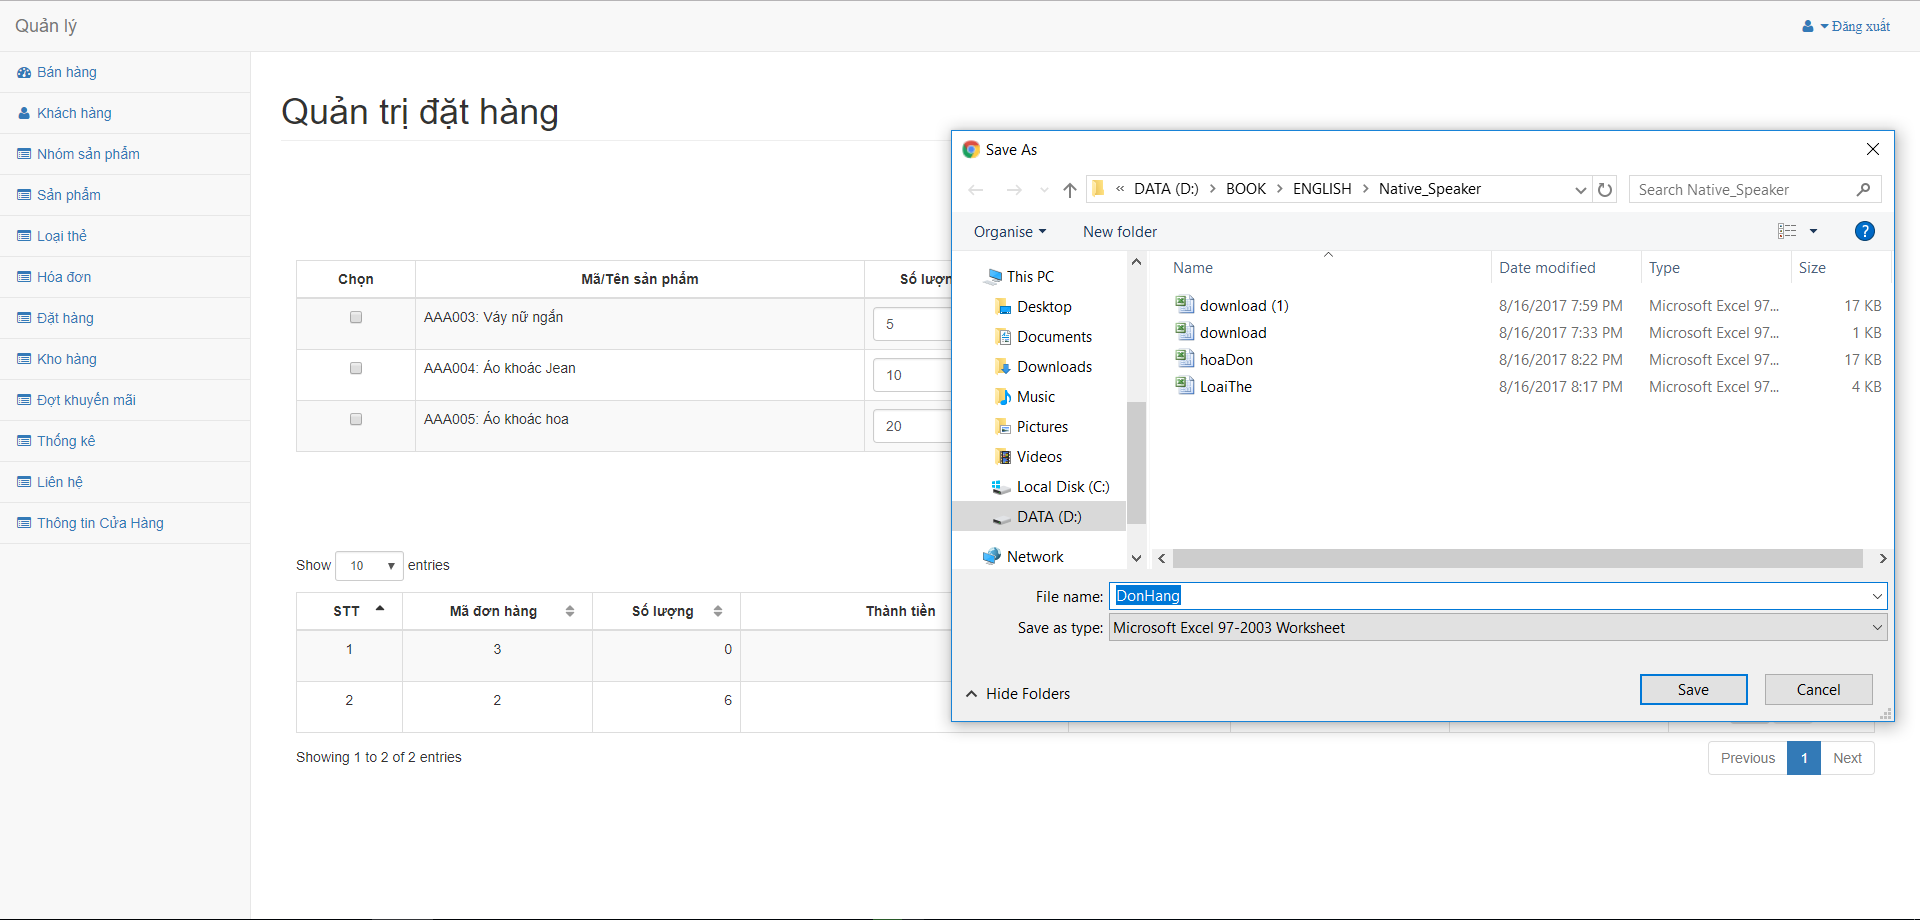 Quản lý
Đăng xuất
Bán hàng
Khách hàng
Nhóm sản phẩm
Sản phẩm
Loại thẻ
Hóa đơn
Đặt hàng
Kho hàng
Đợt khuyến mãi
Thống kê
Liên hệ
Thông tin Cửa Hàng
Quản trị đặt hàng
Chọn Mã/Tên sản phẩm Số lượn
AAA003: Váy nữ ngắn 5
AAA004: Áo khoác Jean 10
AAA005: Áo khoác hoa 20
Show 10 entries
STT Mã đơn hàng Số lượng Thành tiền
1 3 0
2 2 6
Showing 1 to 2 of 2 entries
Previous 1 Next
Save As
« DATA (D:) > BOOK > ENGLISH > Native_Speaker
Search Native_Speaker
Organise New folder
?
This PC
Desktop
Documents
Downloads
Music
Pictures
Videos
Local Disk (C:)
DATA (D:)
Network
Name Date modified Type Size
download (1) 8/16/2017 7:59 PM Microsoft Excel 97... 17 KB
download 8/16/2017 7:33 PM Microsoft Excel 97... 1 KB
hoaDon 8/16/2017 8:22 PM Microsoft Excel 97... 17 KB
LoaiThe 8/16/2017 8:17 PM Microsoft Excel 97... 4 KB
File name: DonHang
Save as type: Microsoft Excel 97-2003 Worksheet
Hide Folders
Save Cancel